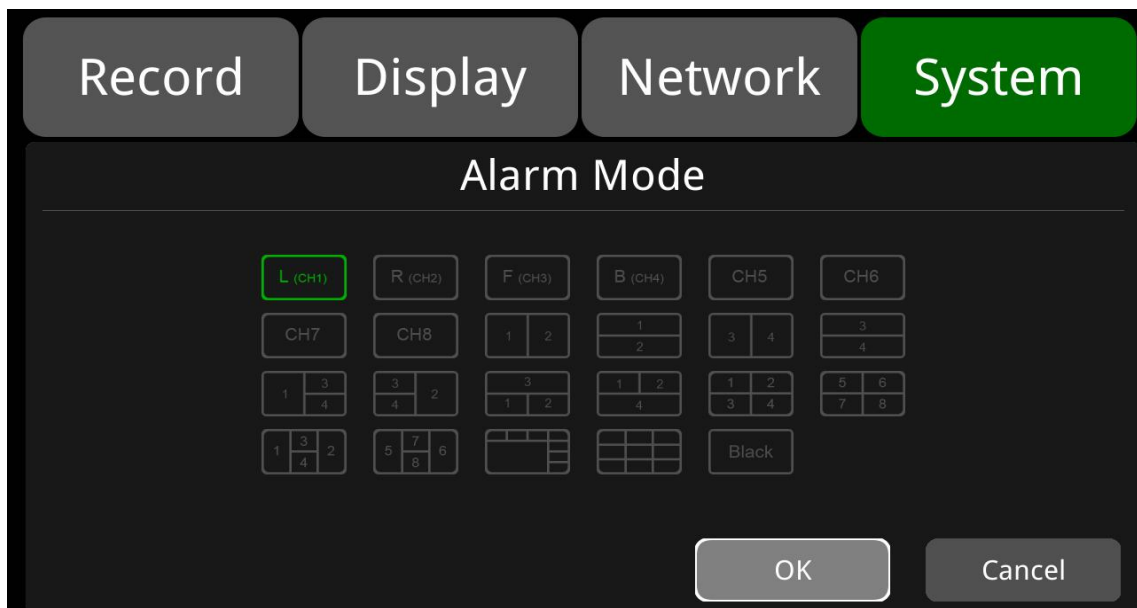 Record Display Network System
Alarm Mode
L (CH1) R (CH2) F (CH3) B (CH4) CH5 CH6
CH7 CH8 1 2 1 2 3 4 3 4
1 3 4 3 4 2 3 1 2 1 2 4 1 2 3 4 5 6 7 8
1 3 4 2 5 7 8 6 Black
OK Cancel